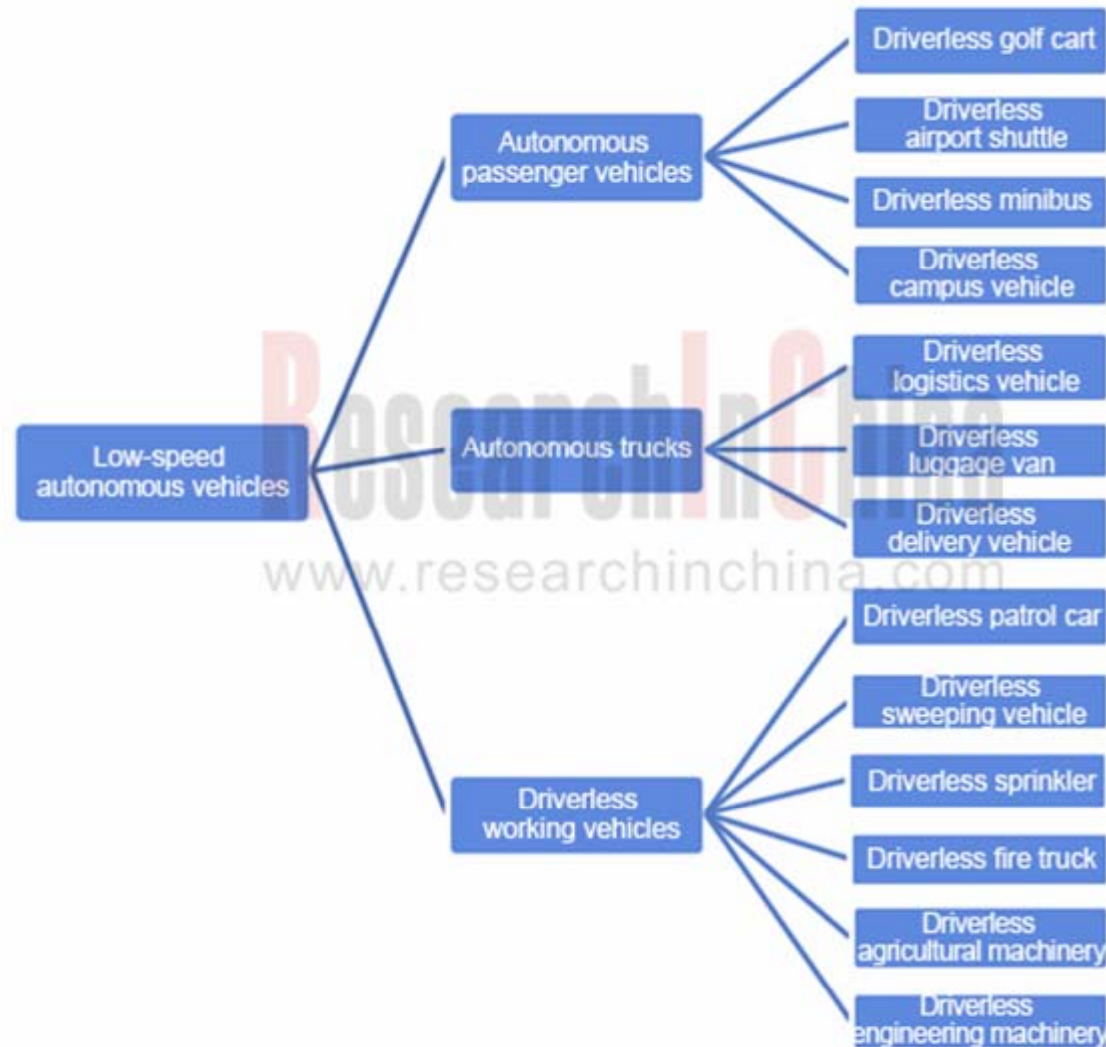 Low-speed
autonomous vehicles
Autonomous
passenger vehicles
Driverless golf cart
Driverless
airport shuttle
Driverless minibus
Driverless
campus vehicle
Autonomous trucks
Driverless
logistics vehicle
Driverless
luggage van
Driverless
delivery vehicle
Driverless
working vehicles
Driverless patrol car
Driverless
sweeping vehicle
Driverless sprinkler
Driverless fire truck
Driverless
agricultural machinery
Driverless
engineering machinery
ResearchInChina
www.researchinchina.com